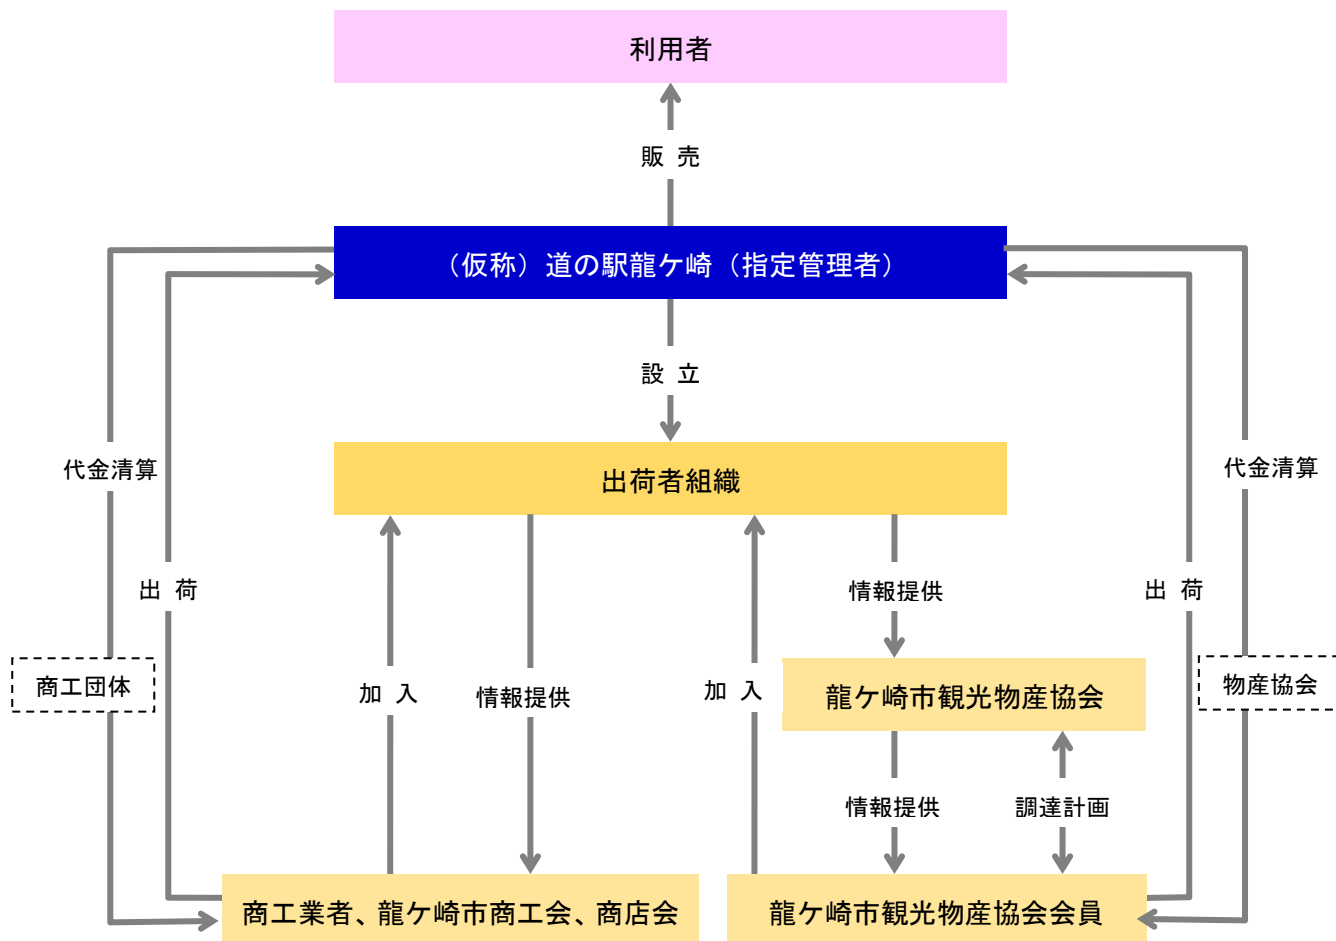 利用者
販 売
（仮称）道の駅龍ケ崎（指定管理者）
設 立
代金清算
出荷者組織
代金清算
出 荷
情報提供
出 荷
商工団体
加 入
情報提供
加 入
龍ケ崎市観光物産協会
物産協会
情報提供
調達計画
商工業者、龍ケ崎市商工会、商店会
龍ケ崎市観光物産協会会員